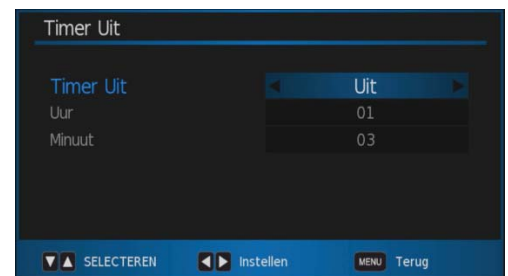 Timer Uit
Timer Uit Uit
Uur 01
Minuut 03
SELECTEREN Instellen MENU Terug